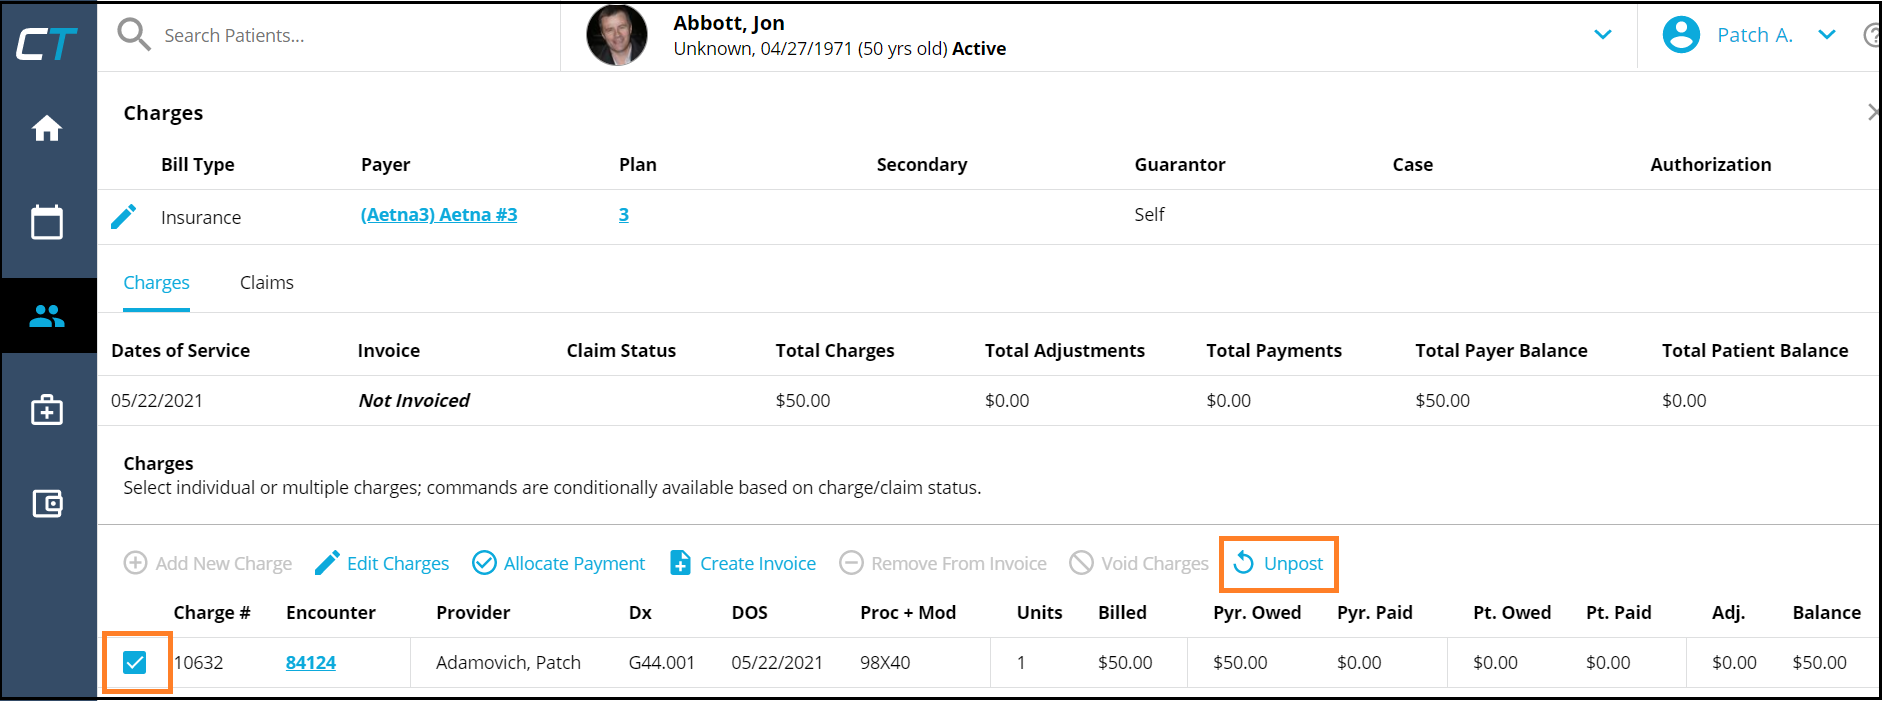 CT
Search Patients...
Abbott, Jon
Unknown, 04/27/1971 (50 yrs old) Active
Patch A.
?
Charges
Bill Type Payer Plan Secondary Guarantor Case Authorization
Insurance (Aetna3) Aetna #3 3 Self
Charges Claims
Dates of Service Invoice Claim Status Total Charges Total Adjustments Total Payments Total Payer Balance Total Patient Balance
05/22/2021 Not Invoiced $50.00 $0.00 $0.00 $50.00 $0.00
Charges
Select individual or multiple charges; commands are conditionally available based on charge/claim status.
Add New Charge Edit Charges Allocate Payment Create Invoice Remove From Invoice Void Charges Unpost
Charge # Encounter Provider Dx DOS Proc + Mod Units Billed Pyr. Owed Pyr. Paid Pt. Owed Pt. Paid Adj. Balance
10632 84124 Adamovich, Patch G44.001 05/22/2021 98X40 1 $50.00 $50.00 $0.00 $0.00 $0.00 $0.00 $50.00